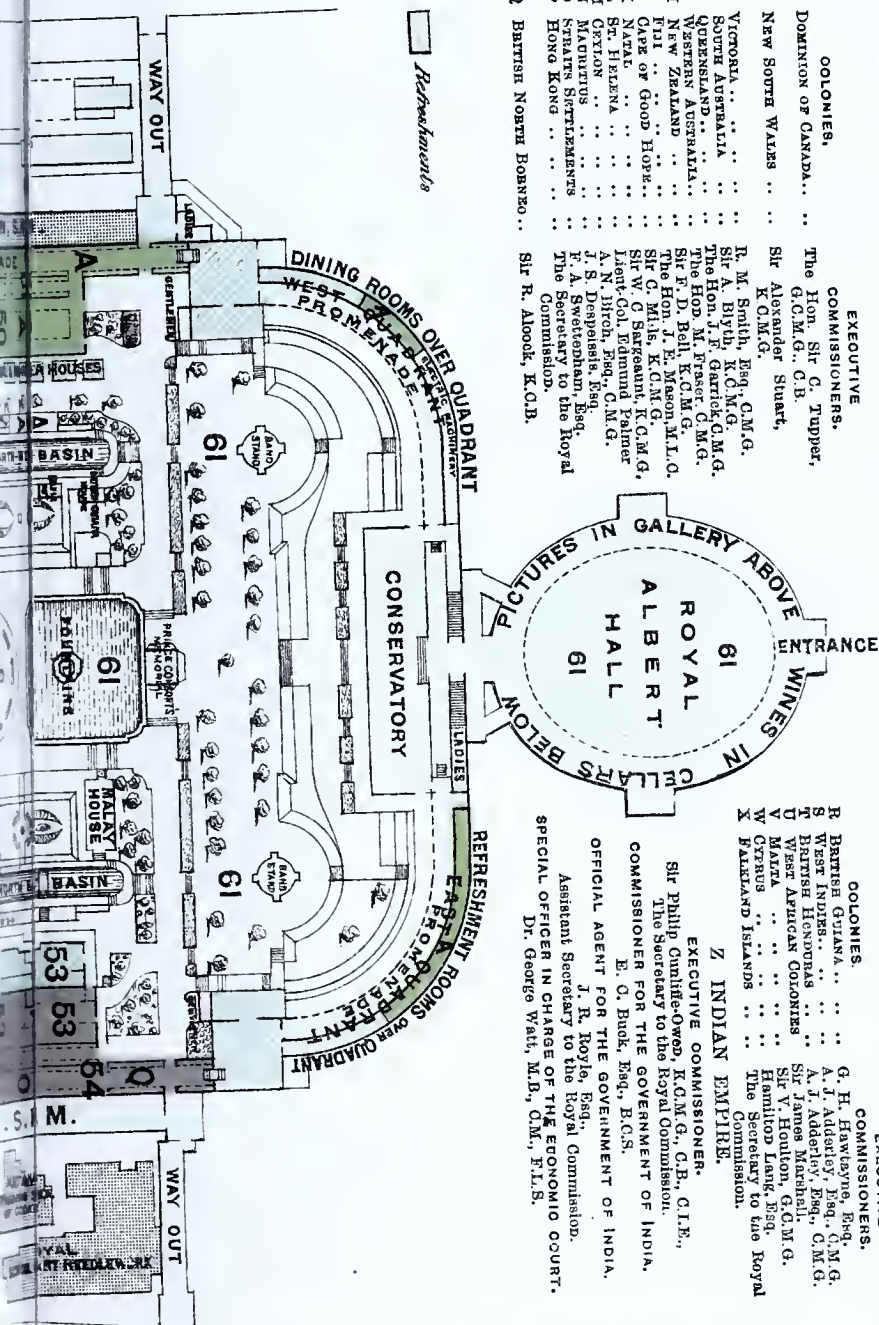 COLONIES.
EXECUTIVE
COMMISSIONERS.
DOMINION OF CANADA.. .. The Hon. Sir C. Tupper,
G.C.M.G., C.B.
NEW SOUTH WALES .. .. Sir Alexander Stuart,
K.C.M.G.
VICTORIA.. .. .. .. R. M. Smith, Esq., C.M.G.
SOUTH AUSTRALIA .. .. Sir A. Blyth, K.C.M.G.
QUEENSLAND.. .. .. The Hon. J. F. Garrick, C.M.G.
WESTERN AUSTRALIA.. .. The Hon. M. Fraser, C.M.G.
NEW ZEALAND .. .. .. Sir F. D. Bell, K.C.M.G.
FIJI .. .. .. .. The Hon. J. E. Mason, M.L.C.
CAPE OF GOOD HOPE.. .. Sir C. Mills, K.C.M.G.
NATAL .. .. .. .. Sir W. C. Sargeaunt, K.C.M.G.
ST. HELENA .. .. .. Lieut.-Col. Edmund Palmer
CEYLON .. .. .. .. A. N. Birch, Esq., C.M.G.
MAURITIUS .. .. .. J. S. Despeissis, Esq.
STRAITS SETTLEMENTS .. F. A. Swettenham, Esq.
HONG KONG .. .. .. The Secretary to the Royal
Commission.
BRITISH NORTH BORNEO.. Sir R. Alcock, K.C.B.
Refreshments
COLONIES.
COMMISSIONERS.
R BRITISH GUIANA .. .. G. H. Hawtayne, Esq.
S WEST INDIES.. .. .. A. J. Adderley, Esq., C.M.G.
T BRITISH HONDURAS .. .. A. J. Adderley, Esq., C.M.G.
U WEST AFRICAN COLONIES Sir James Marshall.
V MALTA .. .. .. .. Sir V. Houlton, G.C.M.G.
W CYPRUS .. .. .. .. Hamilton Lang, Esq.
X FALKLAND ISLANDS .. .. The Secretary to the Royal
Commission.
Z INDIAN EMPIRE.
EXECUTIVE COMMISSIONER.
Sir Philip Cunliffe-Owen, K.C.M.G., C.B., C.I.E.,
The Secretary to the Royal Commission.
COMMISSIONER FOR THE GOVERNMENT OF INDIA.
E. C. Buck, Esq., B.C.S.
OFFICIAL AGENT FOR THE GOVERNMENT OF INDIA.
J. R. Royle, Esq.,
Assistant Secretary to the Royal Commission.
SPECIAL OFFICER IN CHARGE OF THE ECONOMIC COURT.
Dr. George Watt, M.B., C.M., F.L.S.
ENTRANCE
PICTURES IN GALLERY ABOVE
WINES IN CELLARS BELOW
ROYAL
ALBERT
HALL
61
61
DINING ROOMS OVER QUADRANT
WEST QUADRANT
PROMENADE
ELECTRIC MACHINERY
CONSERVATORY
LADIES
REFRESHMENT ROOMS OVER QUADRANT
EAST QUADRANT
A
PROMENADE
WAY OUT
LADIES
GENTLEMEN
A
61
BAND
STAND
BAND
STAND
61
PRINCE CONSORT'S
MEMORIAL
BASIN
HOUSES
A
61
MALAY
HOUSE
BASIN
53
53
54
Q
WAY OUT
ART NEEDLEWORK